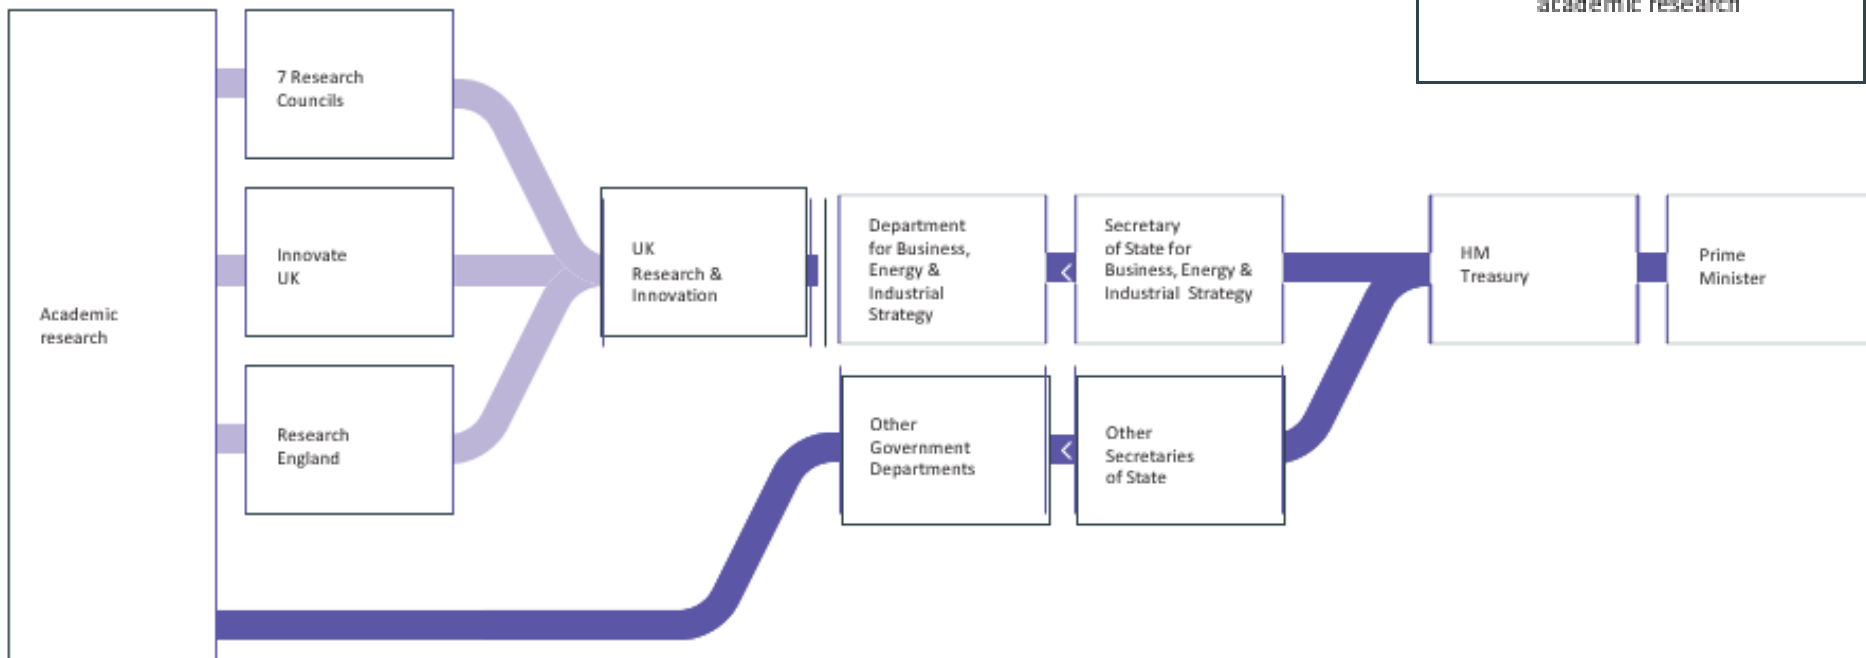 academic research
7 Research
Councils
Innovate
UK
Research
England
Academic
research
UK
Research &
Innovation
Department
for Business,
Energy &
Industrial
Strategy
Secretary
of State for
Business, Energy &
Industrial Strategy
HM
Treasury
Prime
Minister
Other
Government
Departments
Other
Secretaries
of State